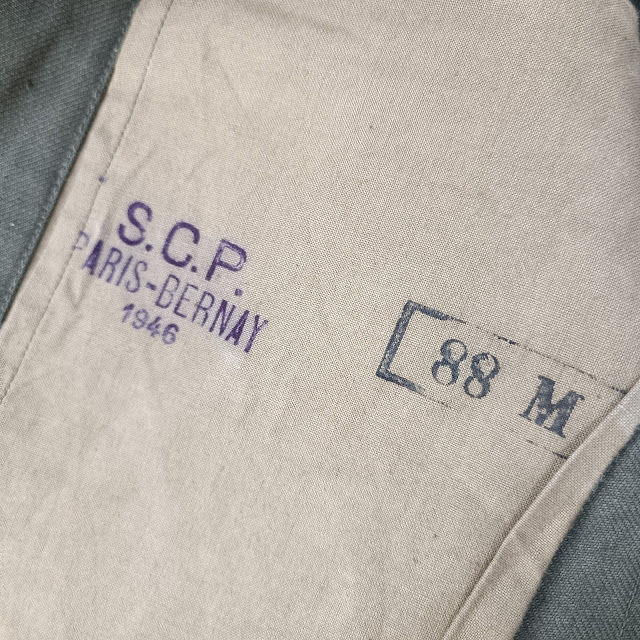 S.C.P.
PARIS-BERNAY
1946
88 M